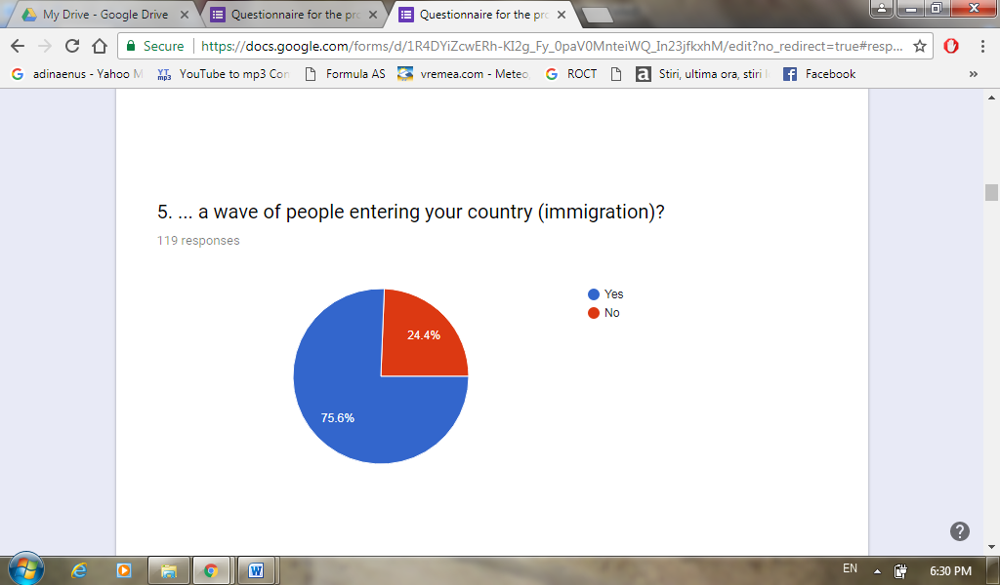 My Drive - Google Drive
Questionnaire for the pro
Questionnaire for the pro
Secure
https://docs.google.com/forms/d/1R4DYiZcwERh-KI2g_Fy_0paV0MnteiWQ_In23jfkxhM/edit?no_redirect=true#resp...
adinaenus - Yahoo M
YouTube to mp3 Con
Formula AS
vremea.com - Meteo
ROCT
Stiri, ultima ora, stiri
Facebook
5. ... a wave of people entering your country (immigration)?
119 responses
Yes
No
24.4%
75.6%
EN
6:30 PM